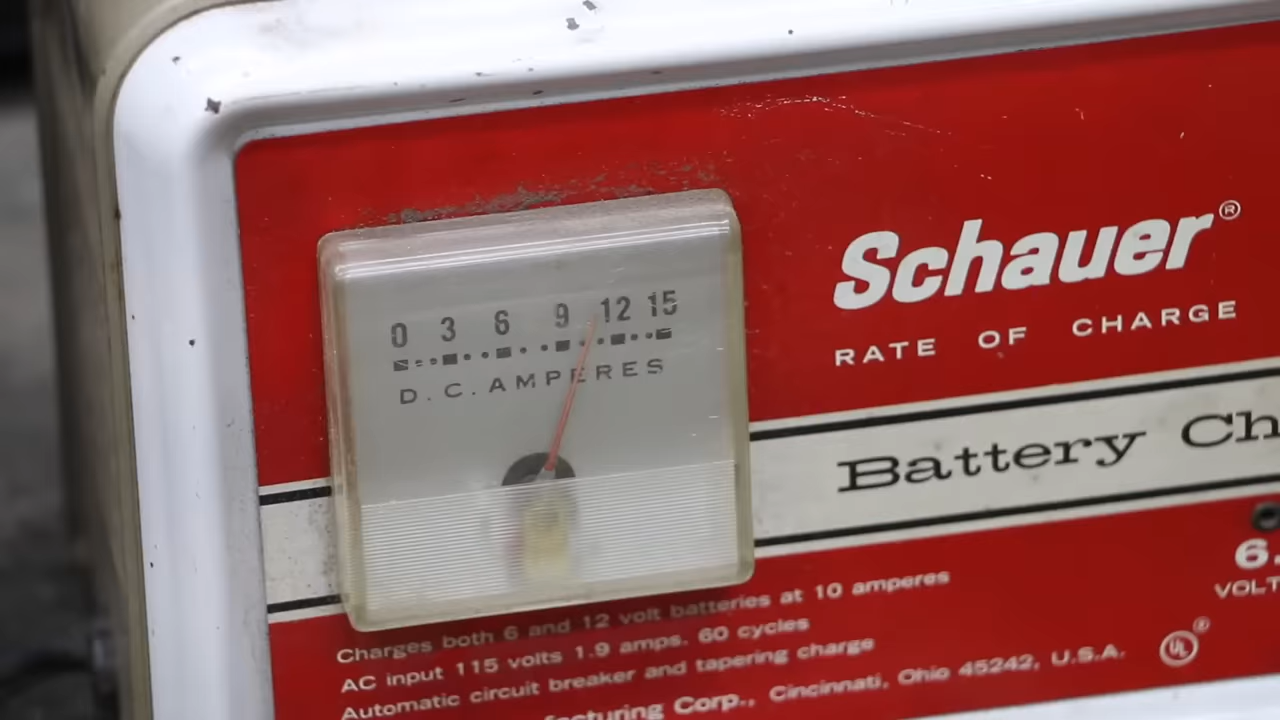 0 3 6 9 12 15
D.C. AMPERES
Schauer®
RATE OF CHARGE
Battery Ch
6.
VOLT
Charges both 6 and 12 volt batteries at 10 amperes
AC input 115 volts 1.9 amps. 60 cycles
Automatic circuit breaker and tapering charge
facturing Corp., Cincinnati, Ohio 45242, U.S.A.
UL